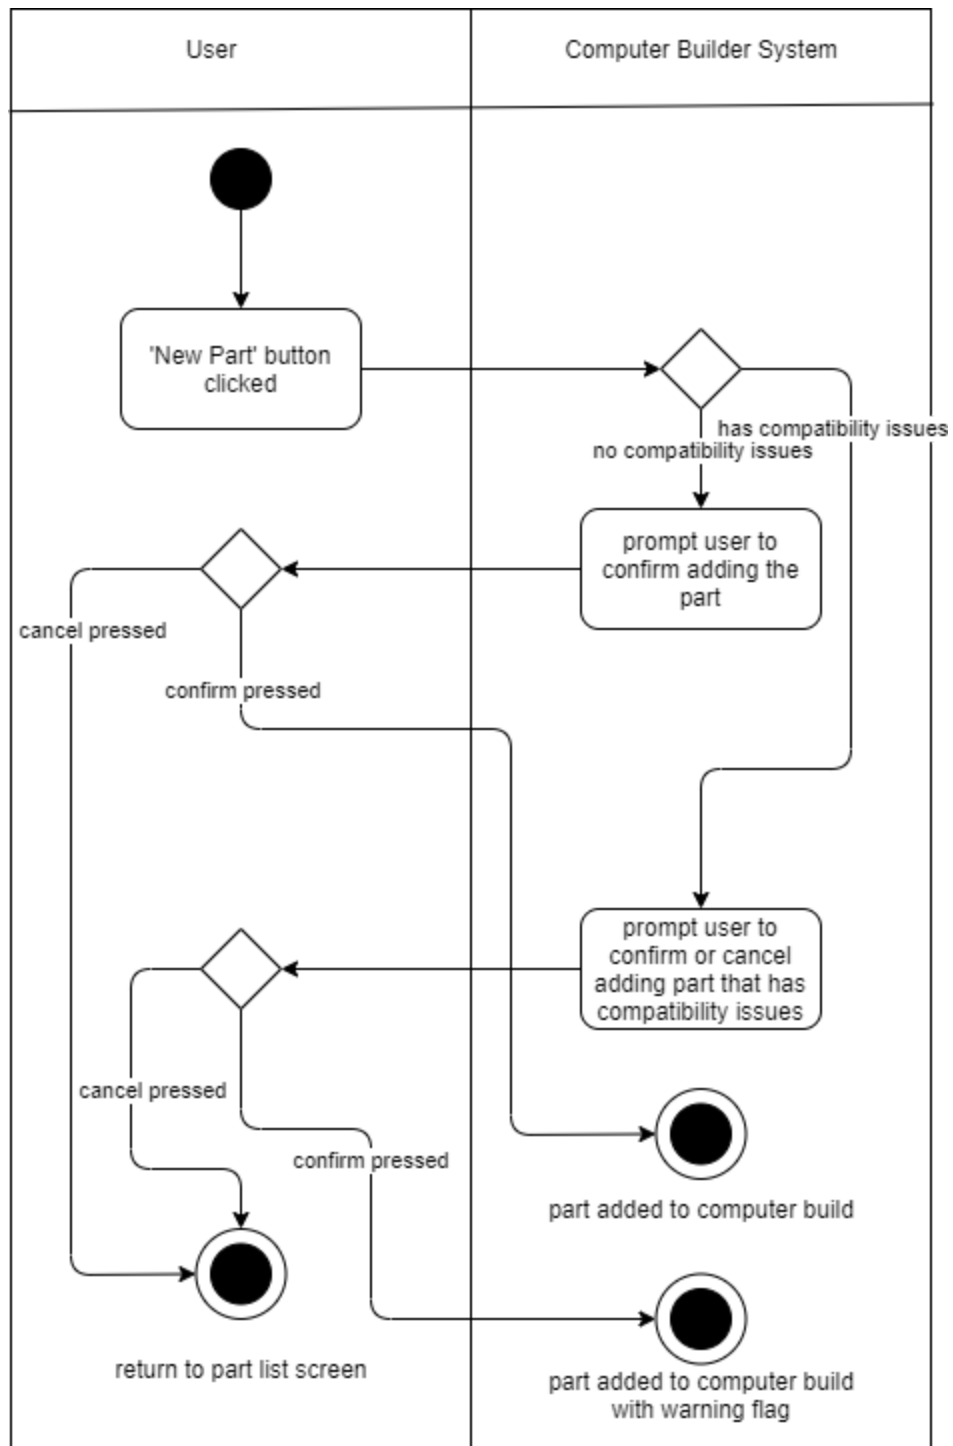 User
Computer Builder System
'New Part' button
clicked
has compatibility issues
no compatibility issues
prompt user to
confirm adding the
part
cancel pressed
confirm pressed
prompt user to
confirm or cancel
adding part that has
compatibility issues
cancel pressed
confirm pressed
part added to computer build
return to part list screen
part added to computer build
with warning flag